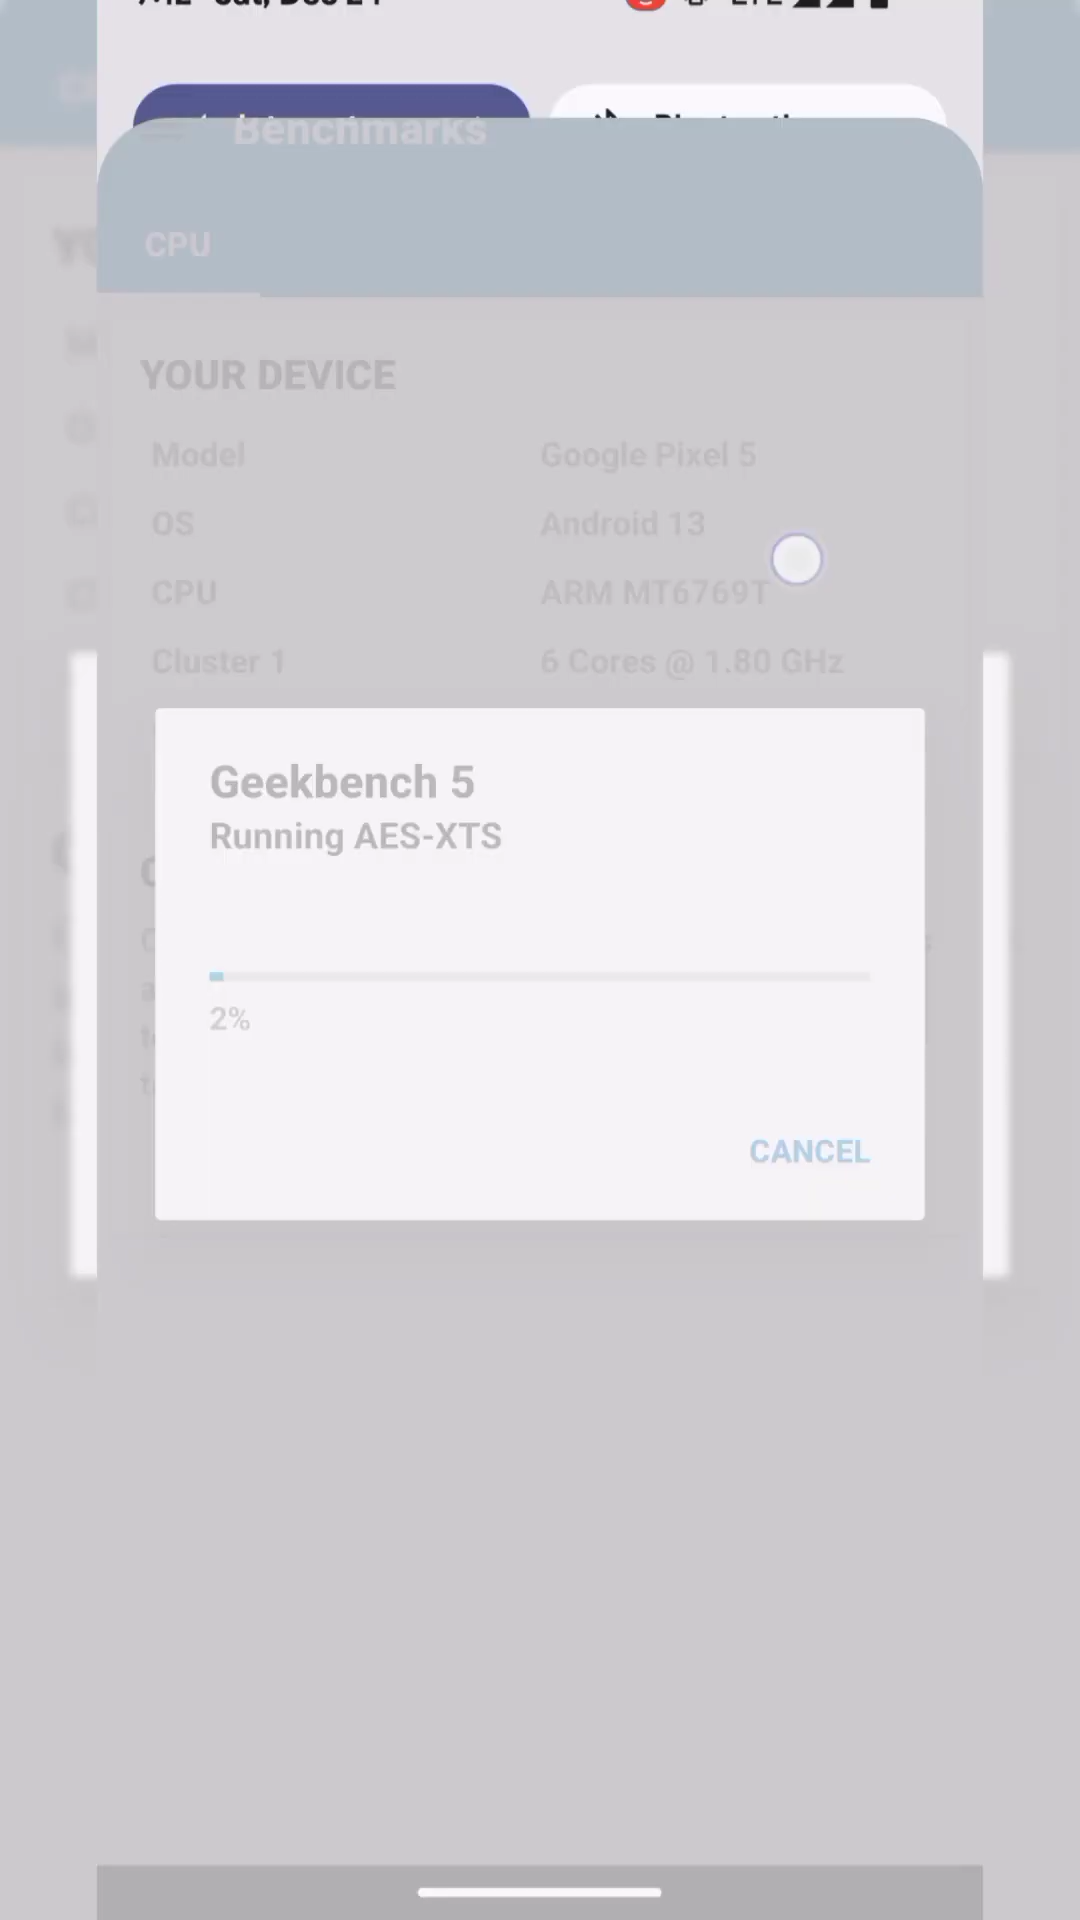 Benchmarks
CPU
YOUR DEVICE
Model Google Pixel 5
OS Android 13
CPU ARM MT6769T
Cluster 1 6 Cores @ 1.80 GHz
Geekbench 5
Running AES-XTS
2%
CANCEL